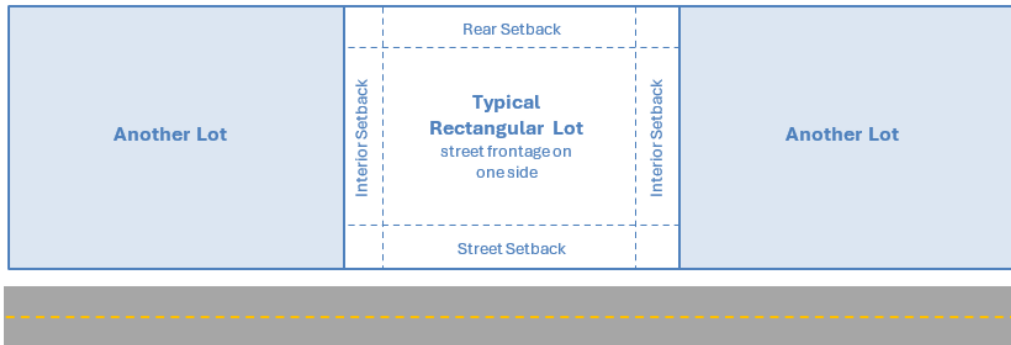 Rear Setback
Another Lot
Interior Setback
Typical
Rectangular Lot
street frontage on
one side
Interior Setback
Another Lot
Street Setback